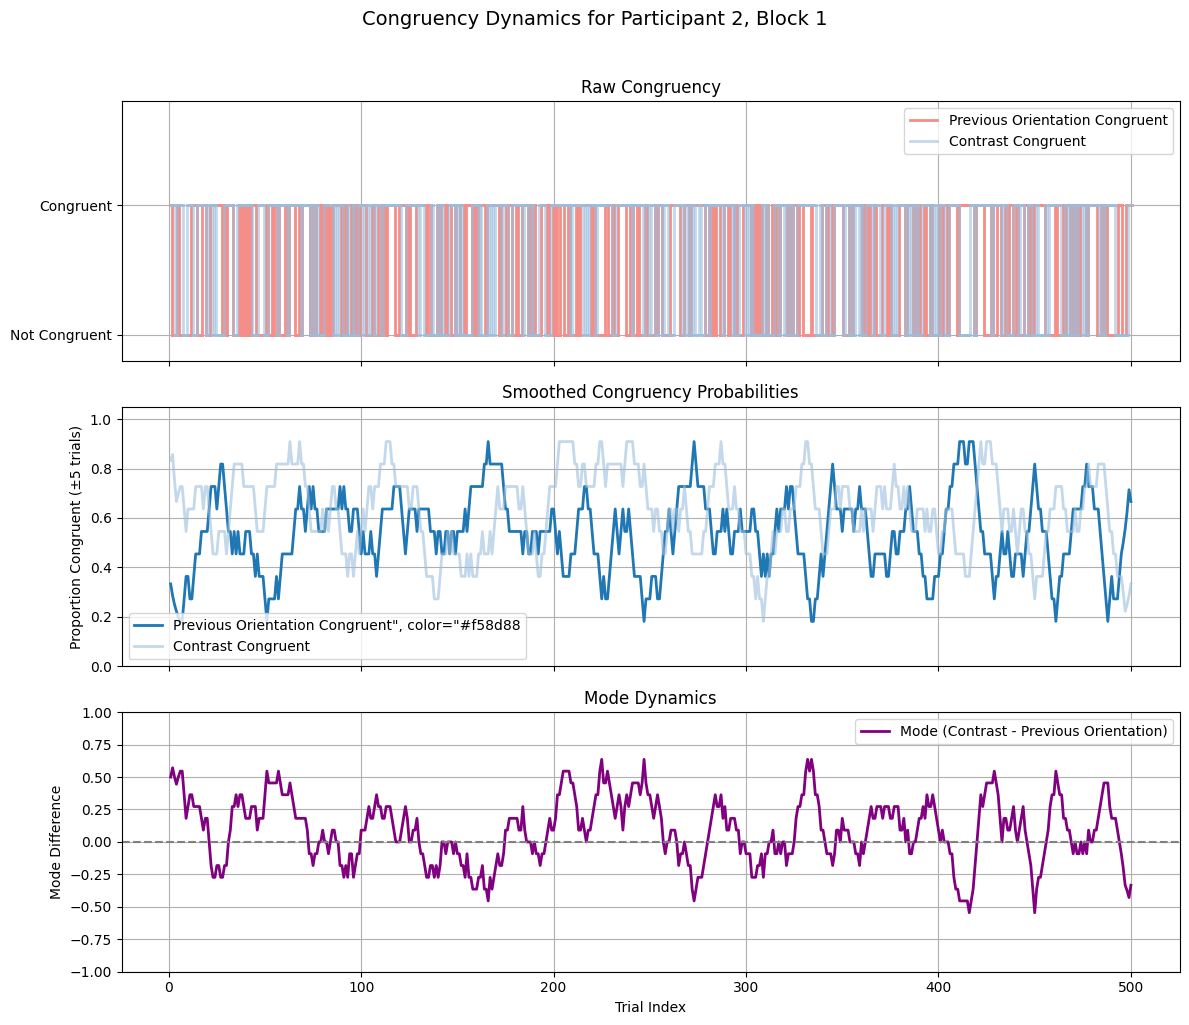 Congruency Dynamics for Participant 2, Block 1
Raw Congruency
Previous Orientation Congruent
Contrast Congruent
Congruent
Not Congruent
Smoothed Congruency Probabilities
Proportion Congruent (±5 trials)
1.0
0.8
0.6
0.4
0.2
0.0
Previous Orientation Congruent", color="#f58d88
Contrast Congruent
Mode Dynamics
Mode Difference
1.00
0.75
0.50
0.25
0.00
−0.25
−0.50
−0.75
−1.00
Mode (Contrast - Previous Orientation)
0
100
200
300
400
500
Trial Index